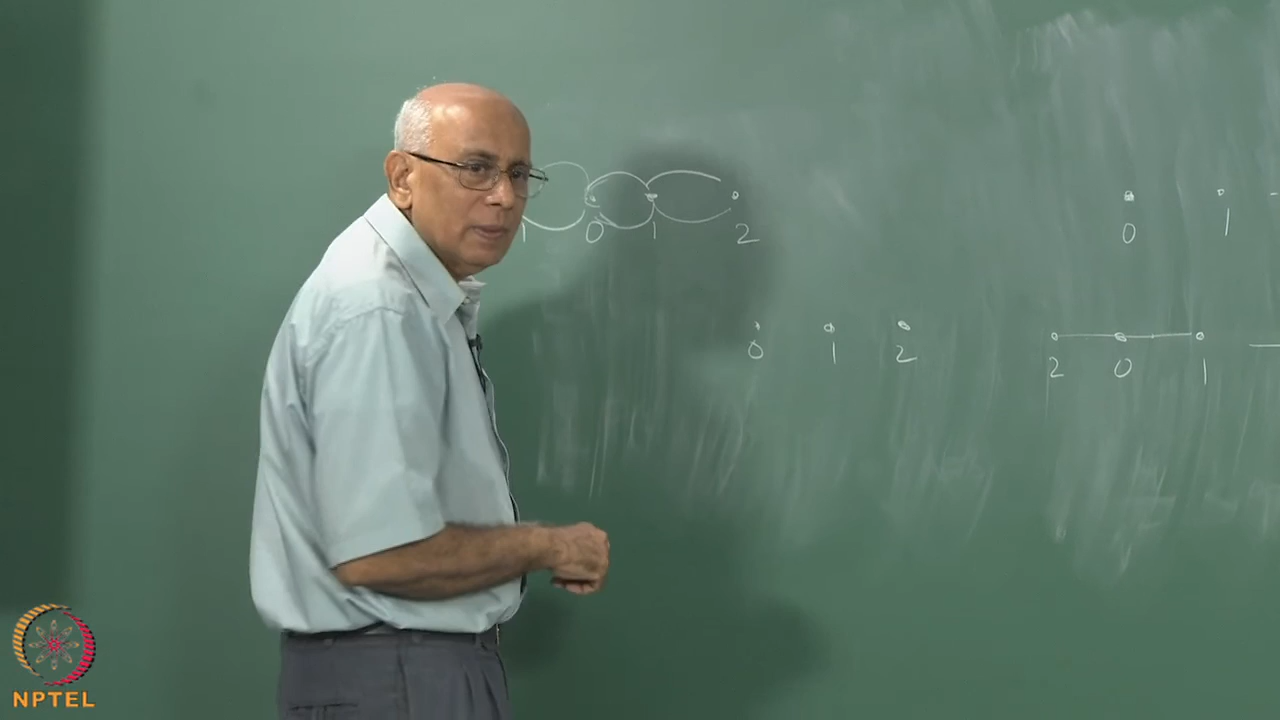 1 0 1 2
0 1
0 1 2
2 0 1
NPTEL